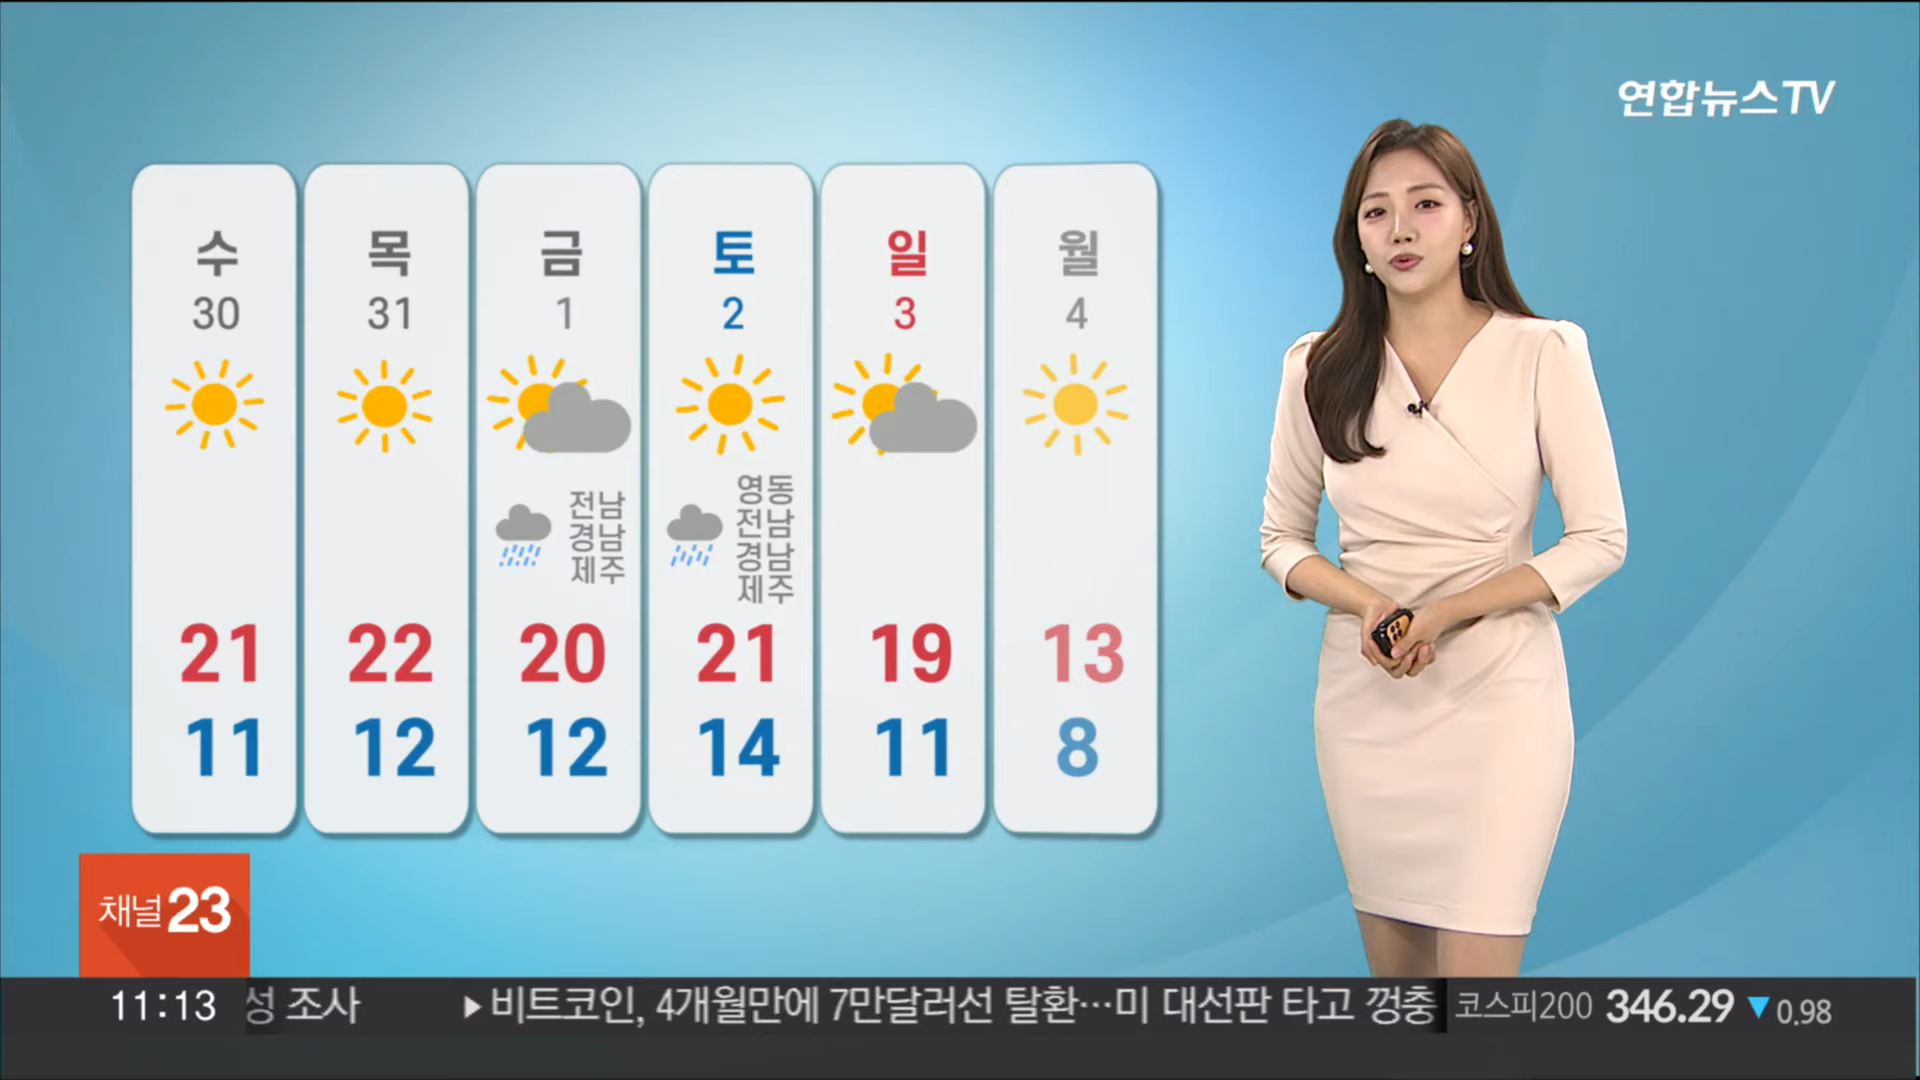 연합뉴스TV
수 목 금 토 일 월
30 31 1 2 3 4
전남
경남
제주
영동
전남
경남
제주
21 22 20 21 19 13
11 12 12 14 11 8
채널 23
11:13 성 조사 ▶비트코인, 4개월만에 7만달러선 탈환…미 대선판 타고 껑충 코스피200 346.29 ▼0.98